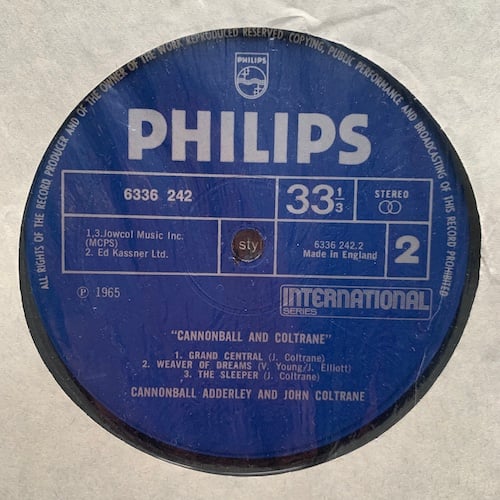 ALL RIGHTS OF THE RECORD PRODUCER AND OF THE OWNER OF THE WORK REPRODUCED RESERVED. COPYING, PUBLIC PERFORMANCE AND BROADCASTING OF THIS RECORD PROHIBITED
PHILIPS
PHILIPS
6336 242
33 1/3
STEREO
1,3.Jowcol Music Inc.
(MCPS)
2. Ed Kassner Ltd.
sty
6336 242.2
Made in England
2
℗ 1965
INTERNATIONAL
SERIES
"CANNONBALL AND COLTRANE"
1. GRAND CENTRAL (J. Coltrane)
2. WEAVER OF DREAMS (V. Young/J. Elliott)
3. THE SLEEPER (J. Coltrane)
CANNONBALL ADDERLEY AND JOHN COLTRANE